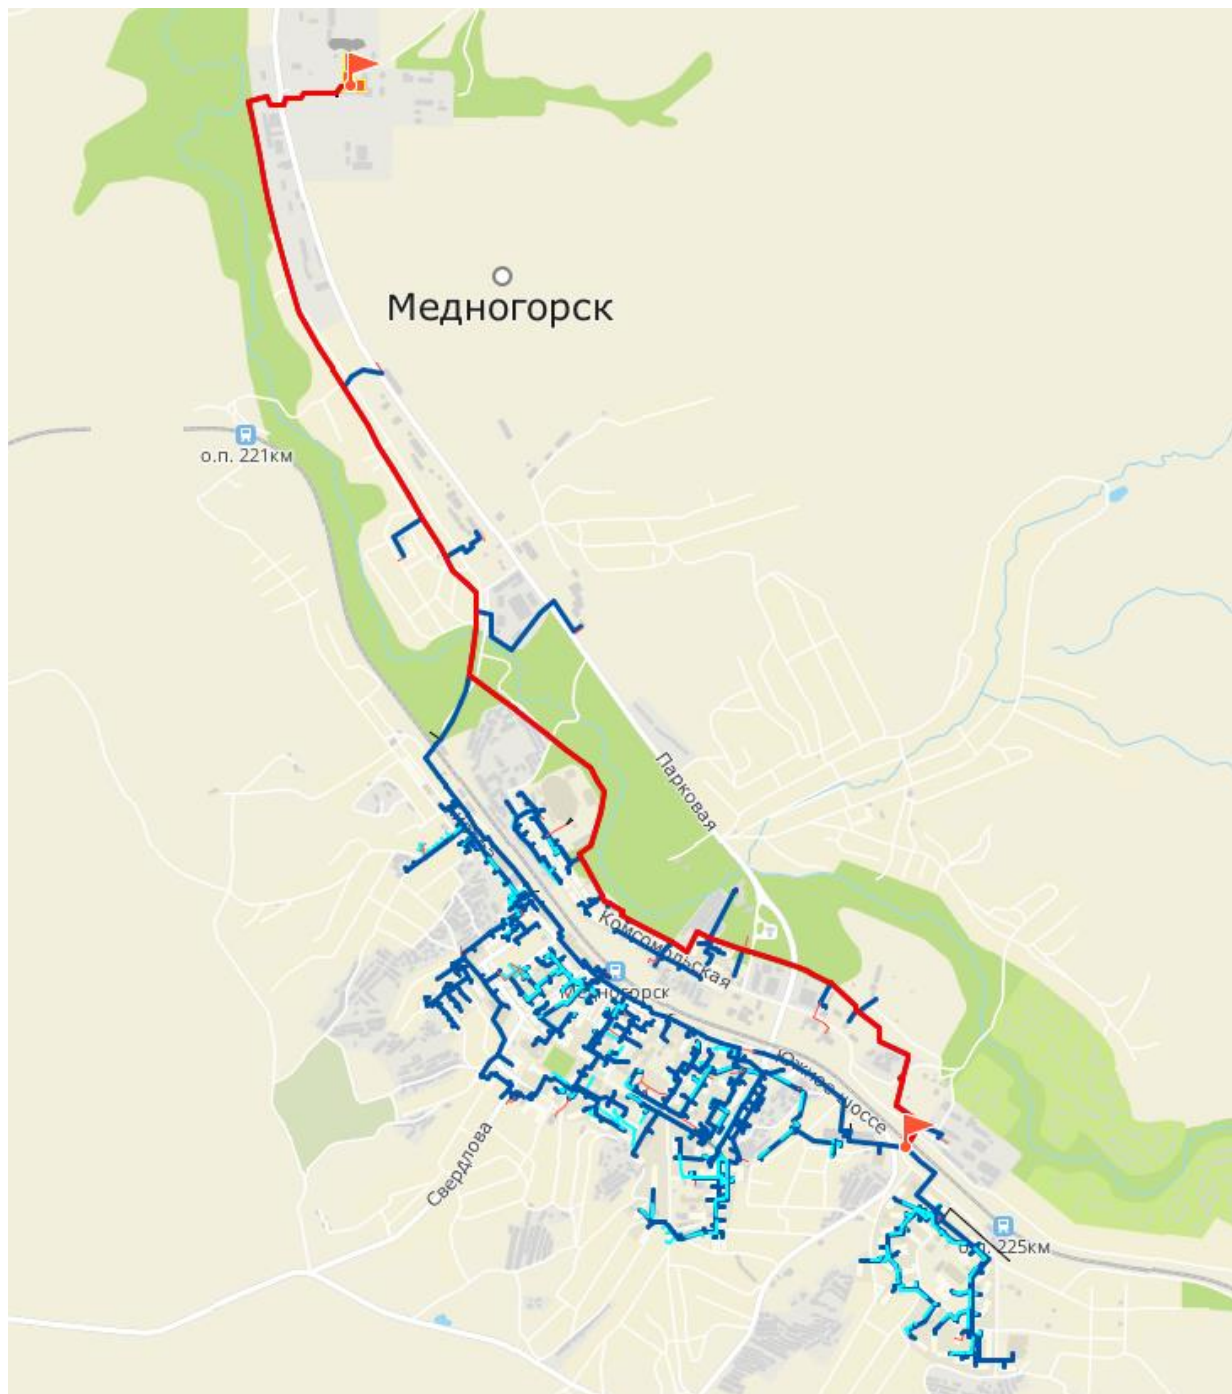 Медногорск
о.п. 221км
Парковая
Комсомольская
Медногорск
Южное шоссе
Свердлова
о.п. 225км